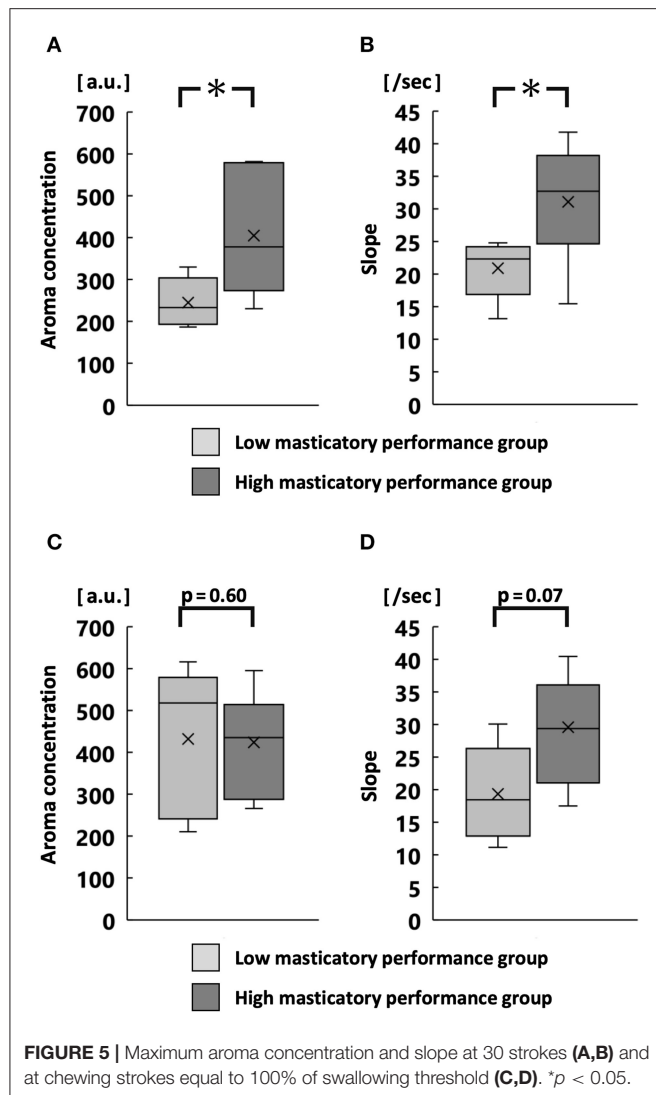 A
B
[a.u.]
[/sec]
*
*
700
600
500
400
300
200
100
0
Aroma concentration
45
40
35
30
25
20
15
10
5
0
Slope
Low masticatory performance group
High masticatory performance group
C
D
[a.u.]
p = 0.60
[/sec]
p = 0.07
700
600
500
400
300
200
100
0
Aroma concentration
45
40
35
30
25
20
15
10
5
0
Slope
Low masticatory performance group
High masticatory performance group
FIGURE 5 | Maximum aroma concentration and slope at 30 strokes (A,B) and
at chewing strokes equal to 100% of swallowing threshold (C,D). *p < 0.05.